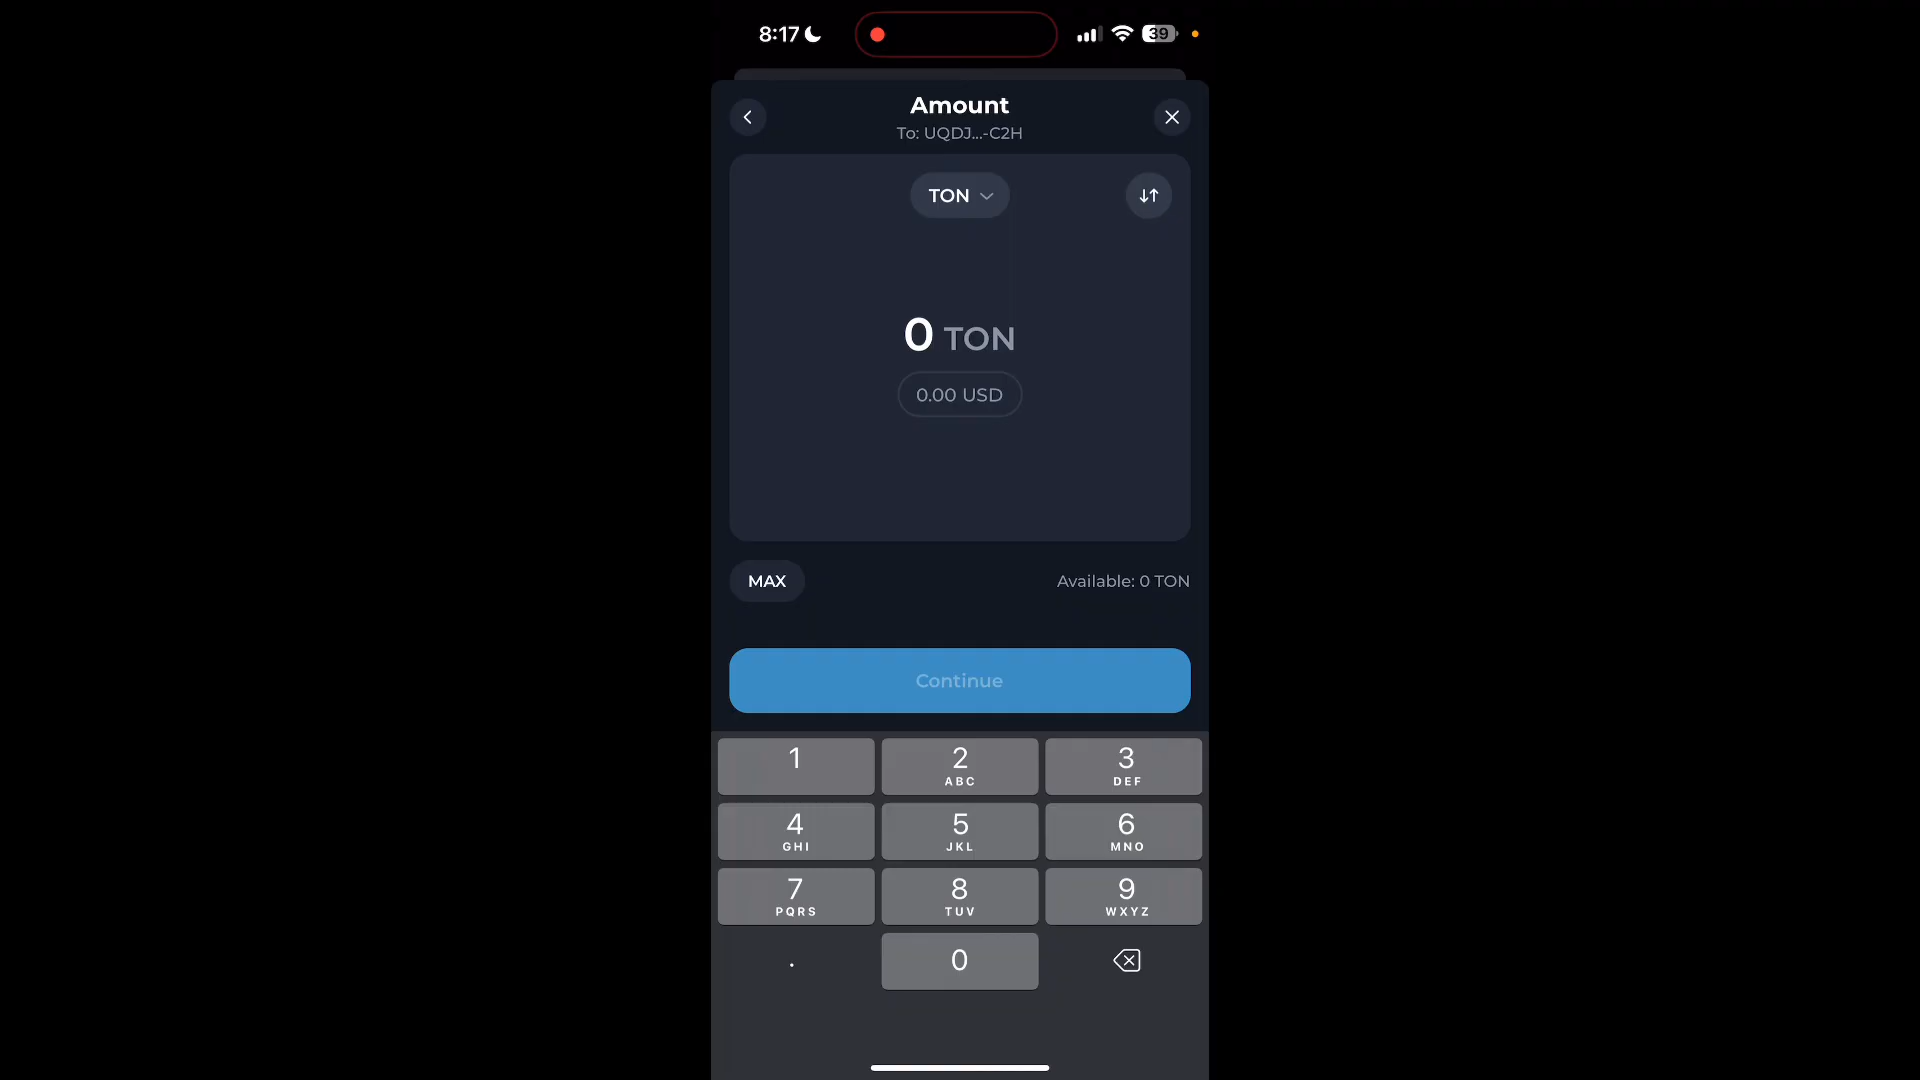 8:17
39
Amount
To: UQDJ...-C2H
TON
0 TON
0.00 USD
MAX
Available: 0 TON
Continue
1
2
ABC
3
DEF
4
GHI
5
JKL
6
MNO
7
PQRS
8
TUV
9
WXYZ
.
0